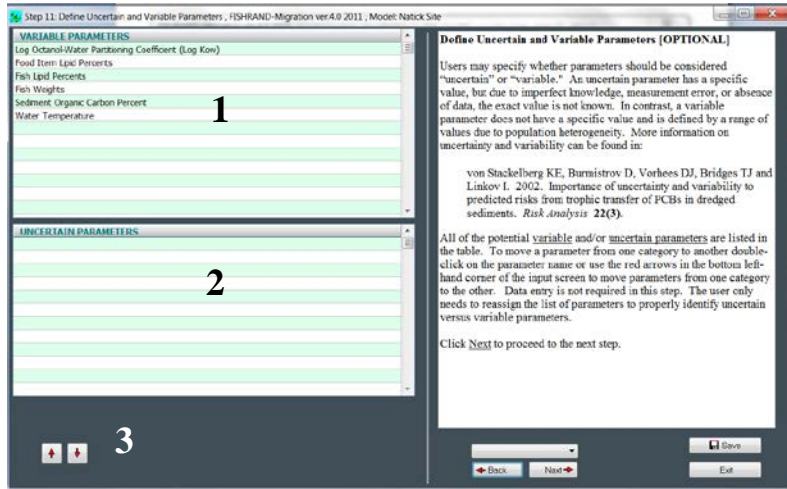 Step 11: Define Uncertain and Variable Parameters , FISHRAND-Migration ver.4.0 2011 , Model: Natick Site
VARIABLE PARAMETERS
Log Octanol-Water Partitioning Coefficient (Log Kow)
Food Item Lipid Percents
Fish Lipid Percents
Fish Weights
Sediment Organic Carbon Percent
Water Temperature
1
UNCERTAIN PARAMETERS
2
3
Define Uncertain and Variable Parameters [OPTIONAL]
Users may specify whether parameters should be considered
“uncertain” or “variable.” An uncertain parameter has a specific
value, but due to imperfect knowledge, measurement error, or absence
of data, the exact value is not known. In contrast, a variable
parameter does not have a specific value and is defined by a range of
values due to population heterogeneity. More information on
uncertainty and variability can be found in:
von Stackelberg KE, Burmistrov D, Vorhees DJ, Bridges TJ and
Linkov I. 2002. Importance of uncertainty and variability to
predicted risks from trophic transfer of PCBs in dredged
sediments. Risk Analysis 22(3).
All of the potential variable and/or uncertain parameters are listed in
the table. To move a parameter from one category to another double-
click on the parameter name or use the red arrows in the bottom left-
hand corner of the input screen to move parameters from one category
to the other. Data entry is not required in this step. The user only
needs to reassign the list of parameters to properly identify uncertain
versus variable parameters.
Click Next to proceed to the next step.
Save
Back
Next
Exit